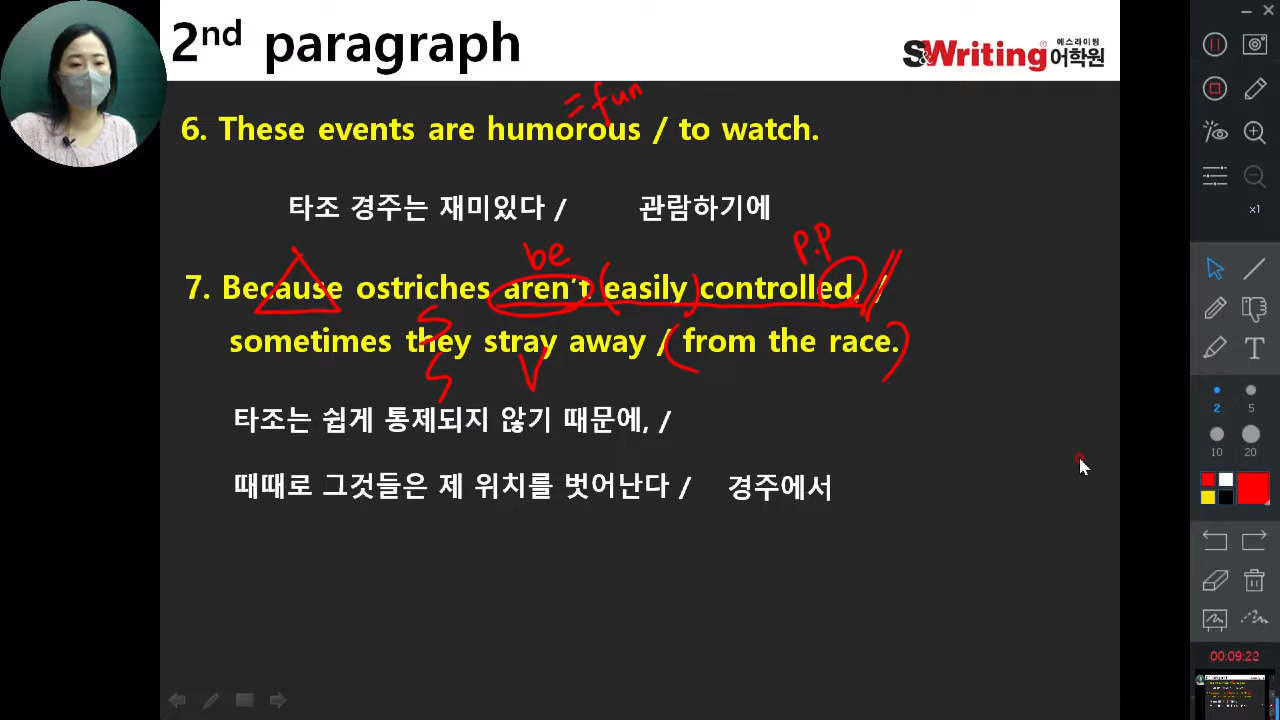 2nd paragraph
S&Writing 에스라이팅 어학원
= fun
6. These events are humorous / to watch.
타조 경주는 재미있다 / 관람하기에
be P.P
7. Because ostriches aren't easily controlled, /
S
sometimes they stray away / from the race.
S V
타조는 쉽게 통제되지 않기 때문에, /
때때로 그것들은 제 위치를 벗어난다 / 경주에서
x1
T
2 5
10 20
00:09:22